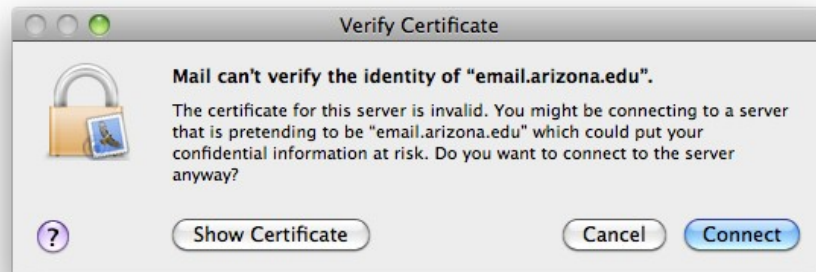 Verify Certificate
Mail can’t verify the identity of “email.arizona.edu”.
The certificate for this server is invalid. You might be connecting to a server
that is pretending to be “email.arizona.edu” which could put your
confidential information at risk. Do you want to connect to the server
anyway?
?
Show Certificate
Cancel
Connect